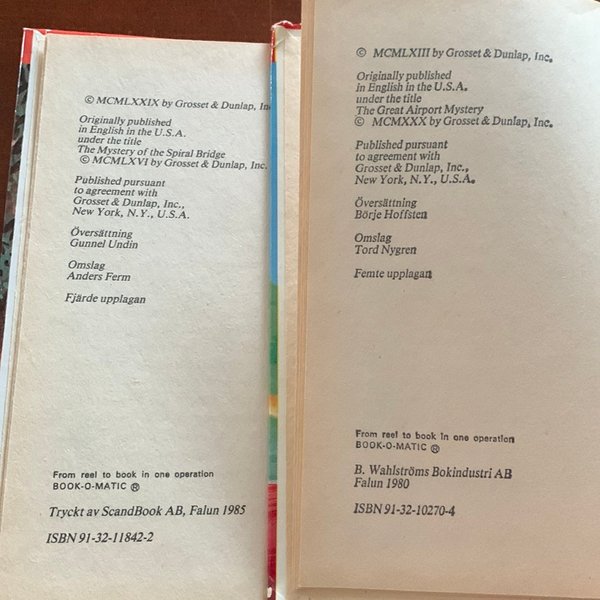 © MCMLXXIX by Grosset & Dunlap, In
Originally published
in English in the U.S.A.
under the title
The Mystery of the Spiral Bridge
© MCMLXVI by Grosset & Dunlap, Inc.
Published pursuant
to agreement with
Grosset & Dunlap, Inc.,
New York, N.Y., U.S.A.
Översättning
Gunnel Undin
Omslag
Anders Ferm
Fjärde upplagan
From reel to book in one operation
BOOK-O-MATIC ®
Tryckt av ScandBook AB, Falun 1985
ISBN 91-32-11842-2
© MCMLXIII by Grosset & Dunlap, Inc.
Originally published
in English in the U.S.A.
under the title
The Great Airport Mystery
© MCMXXX by Grosset & Dunlap, Inc.
Published pursuant
to agreement with
Grosset & Dunlap, Inc.,
New York, N.Y., U.S.A.
Översättning
Börje Hoffsten
Omslag
Tord Nygren
Femte upplagan
From reel to book in one operation
BOOK-O-MATIC ®
B. Wahlströms Bokindustri AB
Falun 1980
ISBN 91-32-10270-4